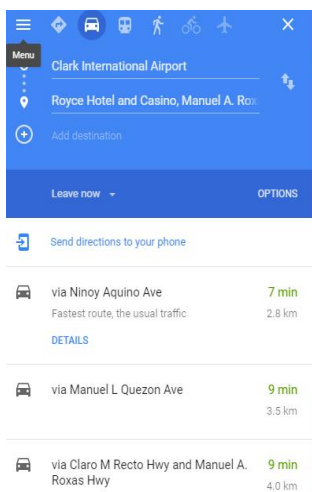 Menu
Clark International Airport
Royce Hotel and Casino, Manuel A. Rox
Add destination
Leave now
OPTIONS
Send directions to your phone
via Ninoy Aquino Ave 7 min
Fastest route, the usual traffic 2.8 km
DETAILS
via Manuel L Quezon Ave 9 min
3.5 km
via Claro M Recto Hwy and Manuel A. 9 min
Roxas Hwy 4.0 km